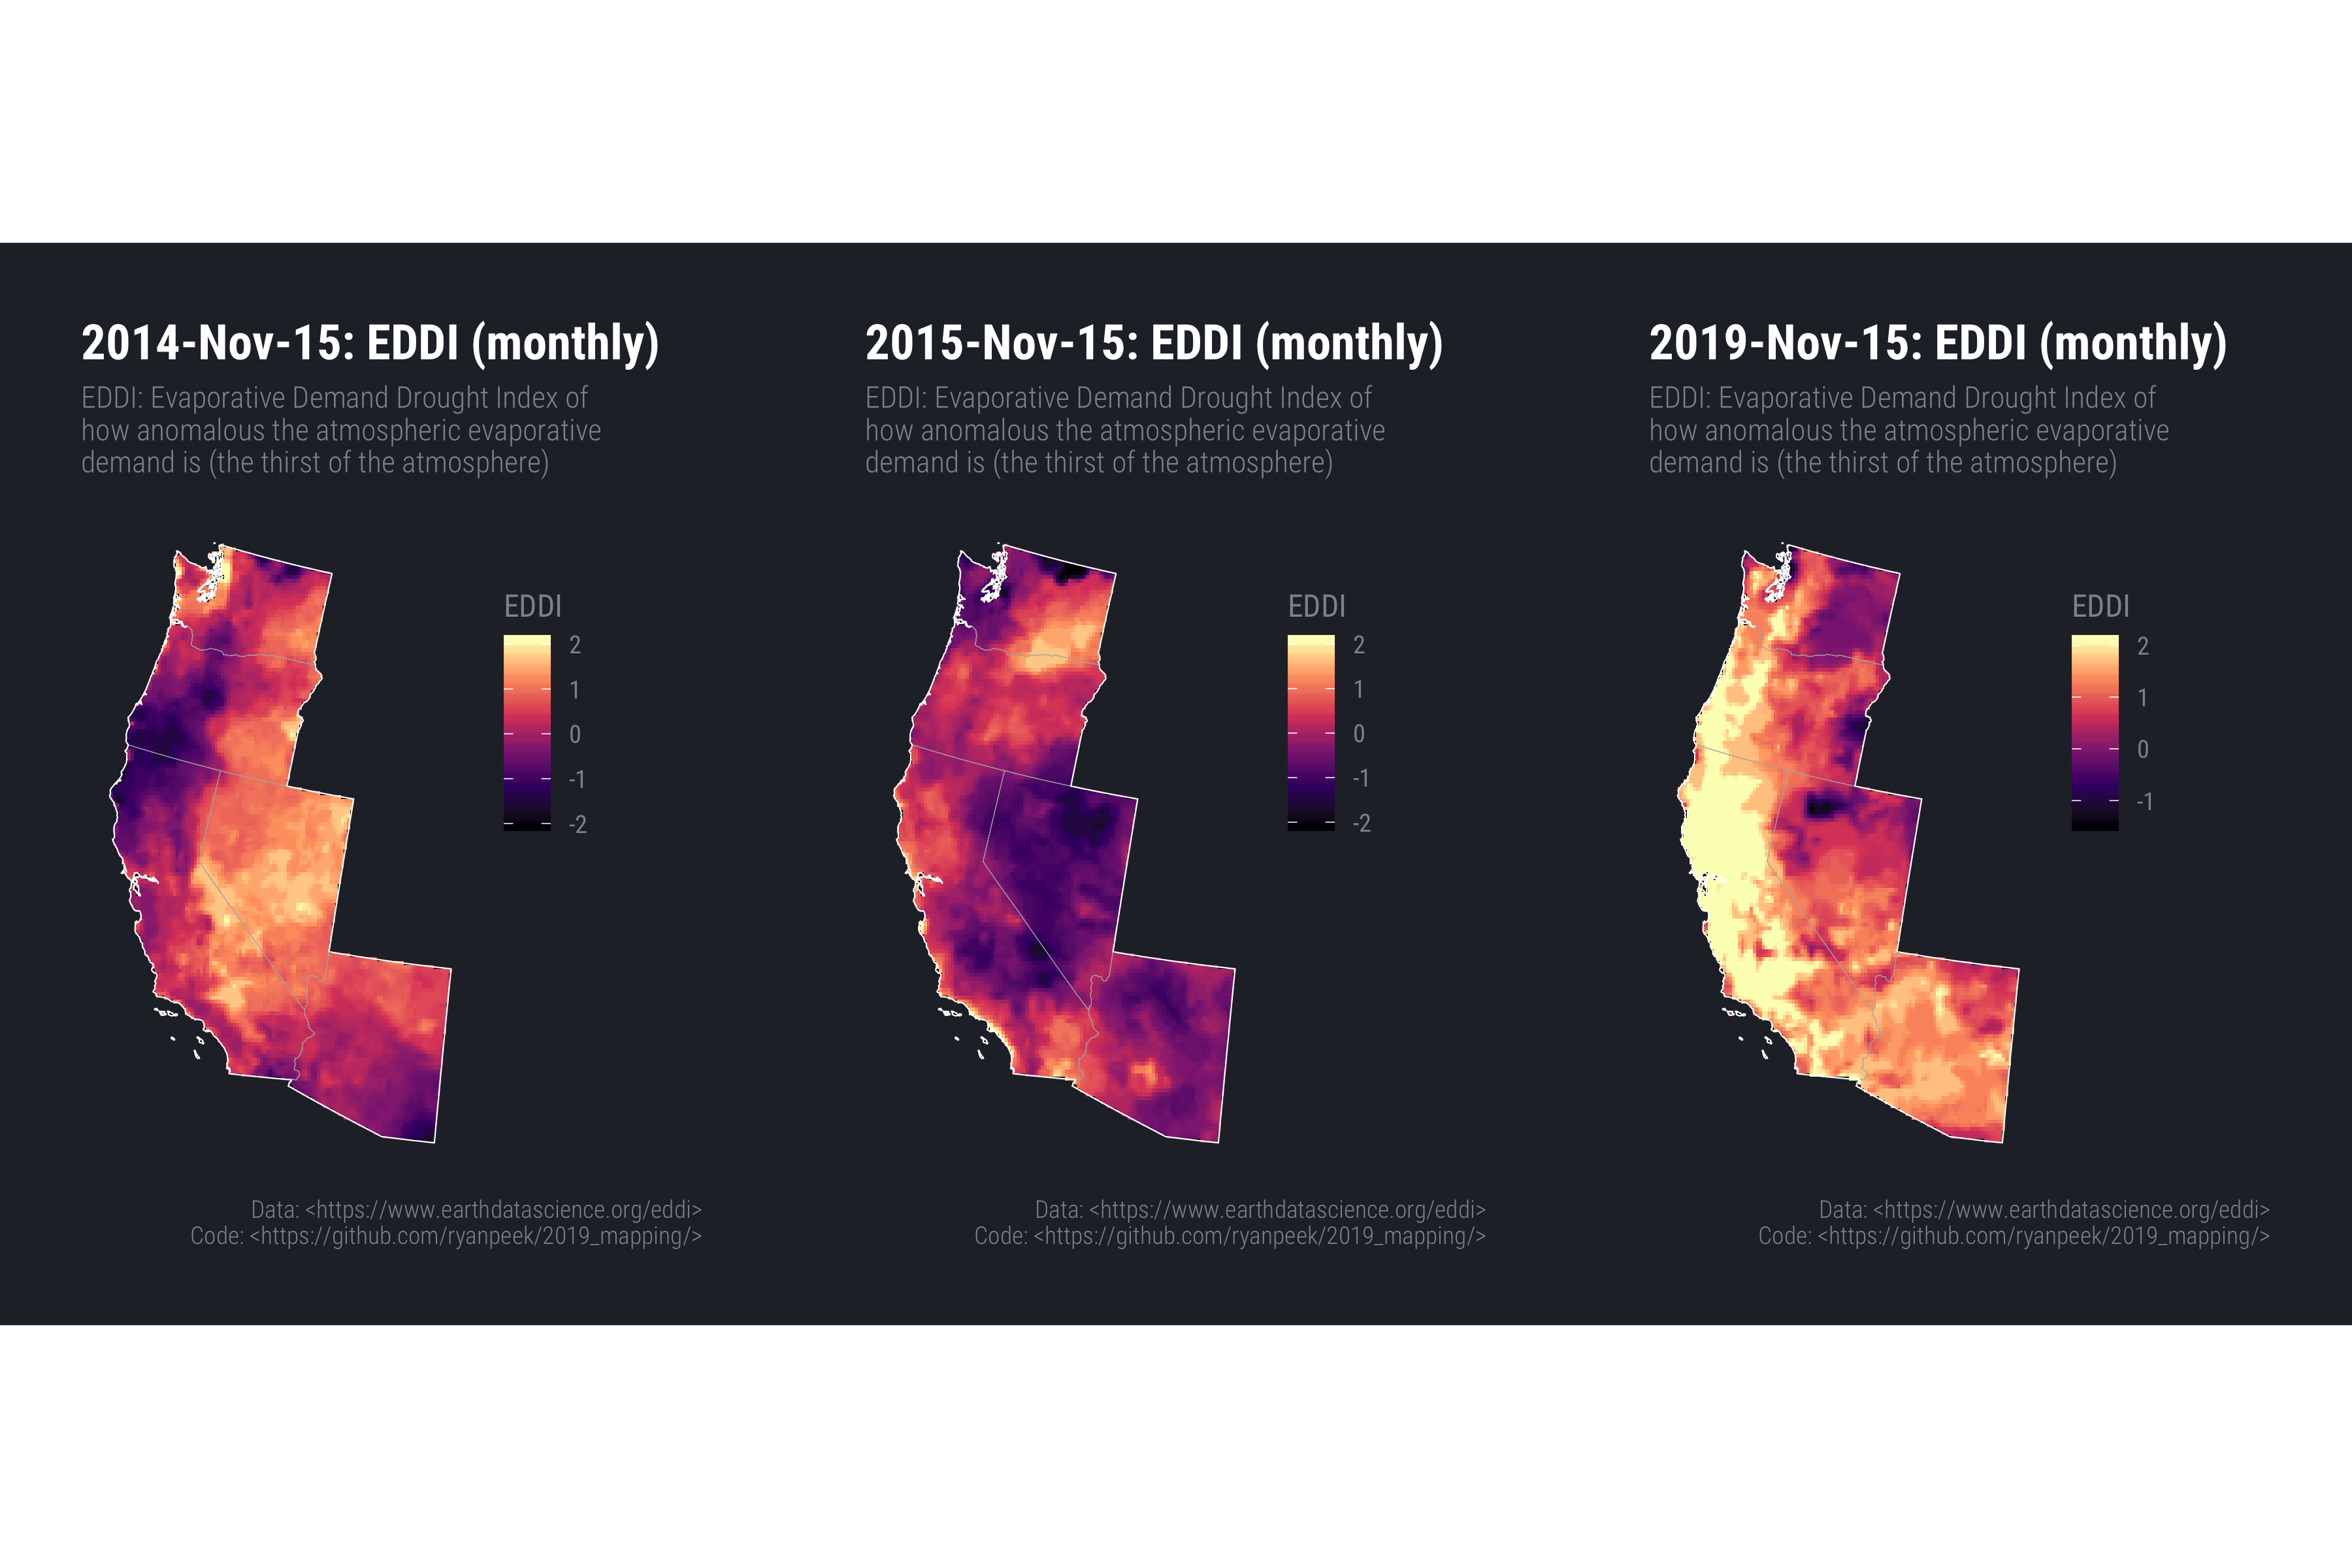 2014-Nov-15: EDDI (monthly)
EDDI: Evaporative Demand Drought Index of
how anomalous the atmospheric evaporative
demand is (the thirst of the atmosphere)
EDDI
2
1
0
-1
-2
Data: <https://www.earthdatascience.org/eddi>
Code: <https://github.com/ryanpeek/2019_mapping/>
2015-Nov-15: EDDI (monthly)
EDDI: Evaporative Demand Drought Index of
how anomalous the atmospheric evaporative
demand is (the thirst of the atmosphere)
EDDI
2
1
0
-1
-2
Data: <https://www.earthdatascience.org/eddi>
Code: <https://github.com/ryanpeek/2019_mapping/>
2019-Nov-15: EDDI (monthly)
EDDI: Evaporative Demand Drought Index of
how anomalous the atmospheric evaporative
demand is (the thirst of the atmosphere)
EDDI
2
1
0
-1
Data: <https://www.earthdatascience.org/eddi>
Code: <https://github.com/ryanpeek/2019_mapping/>